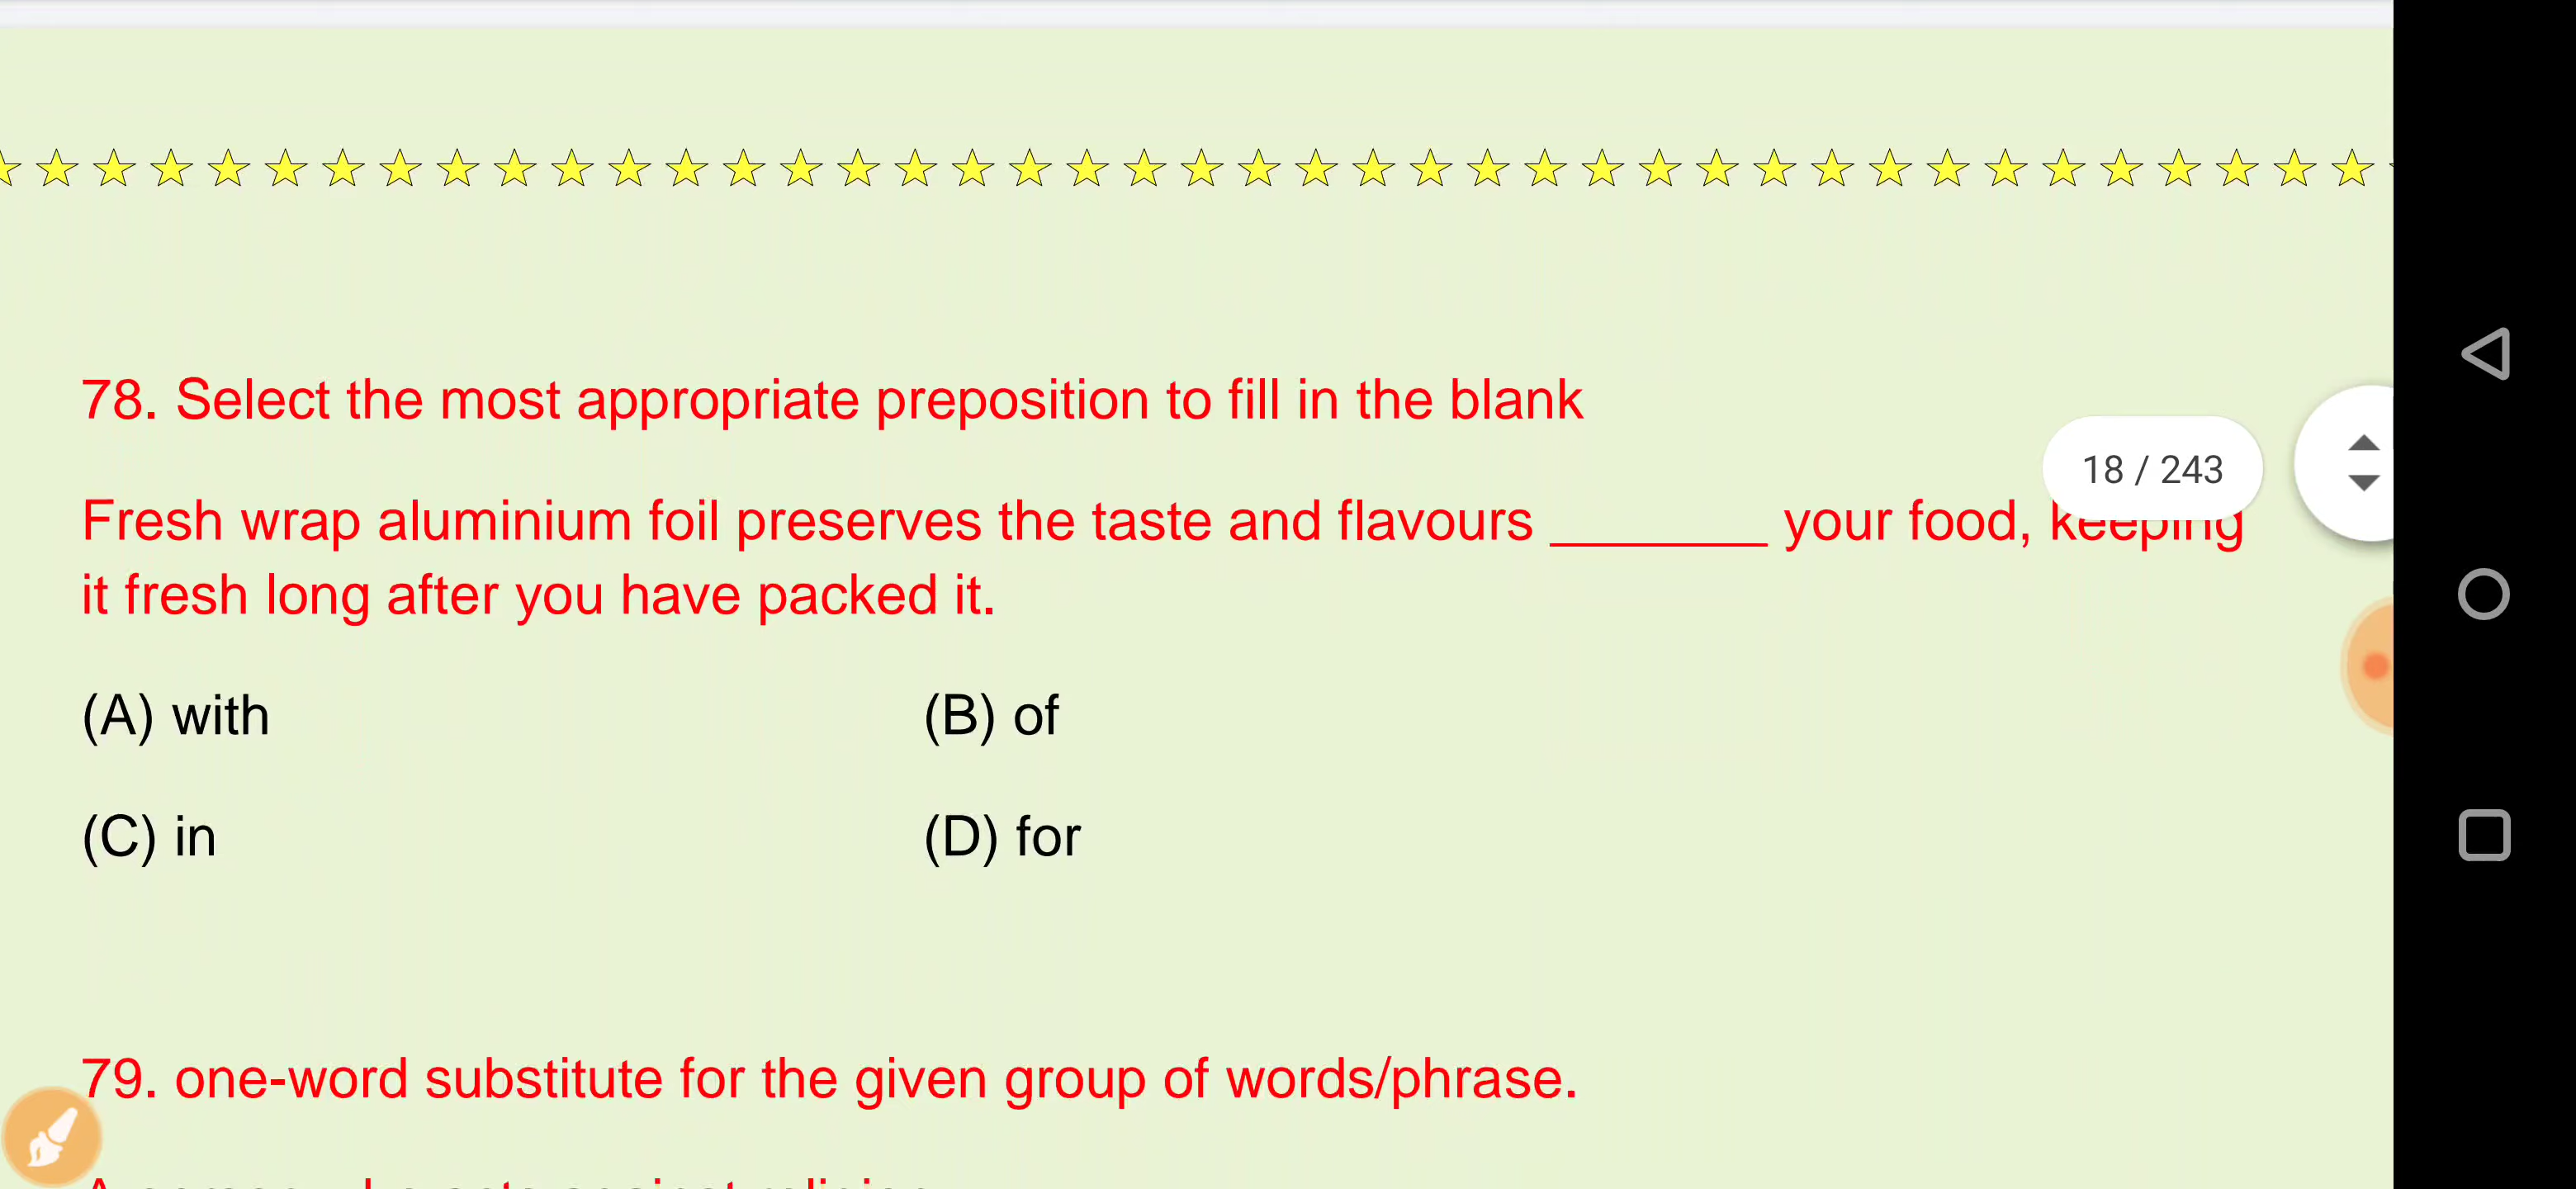 78. Select the most appropriate preposition to fill in the blank
18 / 243
Fresh wrap aluminium foil preserves the taste and flavours ________ your food, keeping
it fresh long after you have packed it.
(A) with (B) of
(C) in (D) for
79. one-word substitute for the given group of words/phrase.